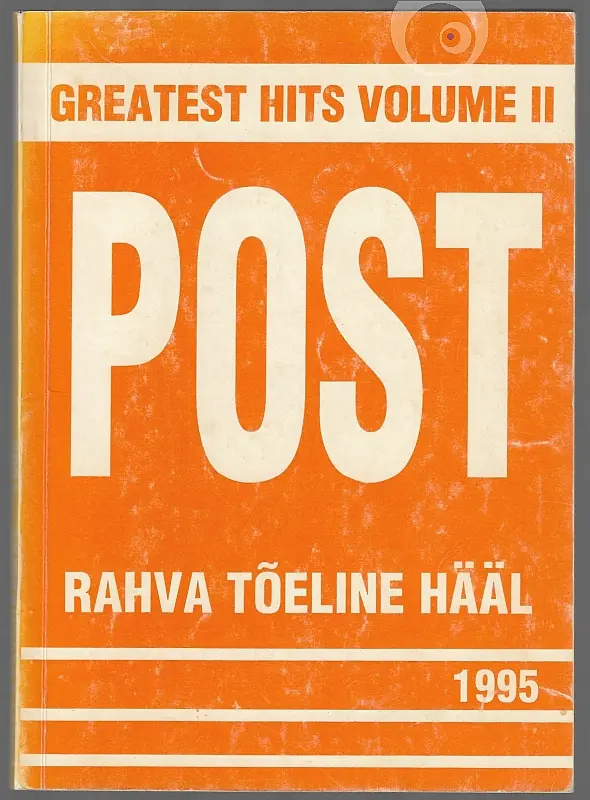 GREATEST HITS VOLUME II
POST
RAHVA TÕELINE HÄÄL
1995